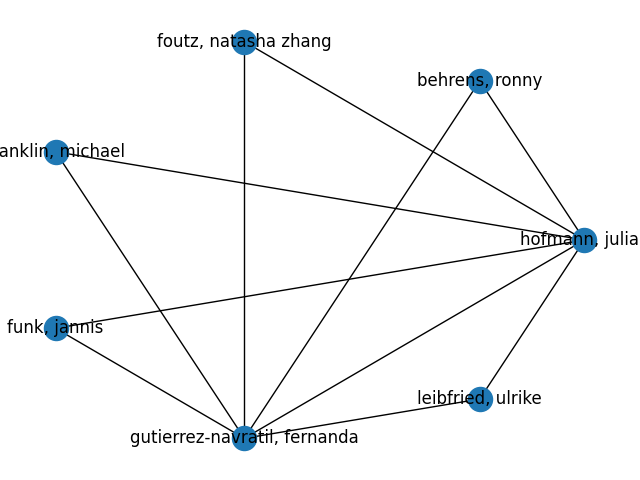 foutz, natasha zhang
behrens, ronny
anklin, michael
hofmann, julia
funk, jannis
leibfried, ulrike
gutierrez-navratil, fernanda